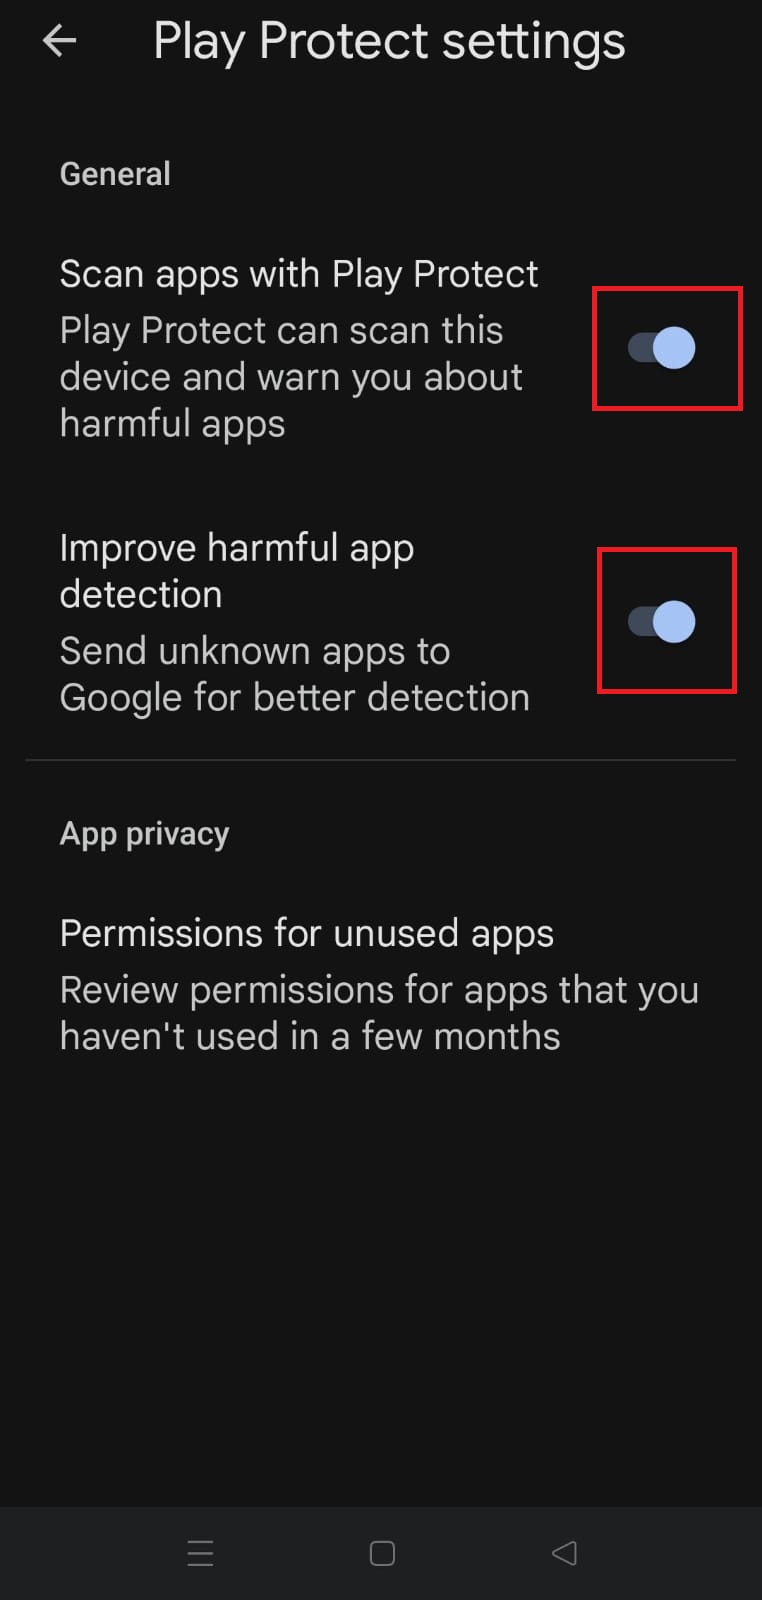 Play Protect settings
General
Scan apps with Play Protect
Play Protect can scan this
device and warn you about
harmful apps
Improve harmful app
detection
Send unknown apps to
Google for better detection
App privacy
Permissions for unused apps
Review permissions for apps that you
haven't used in a few months